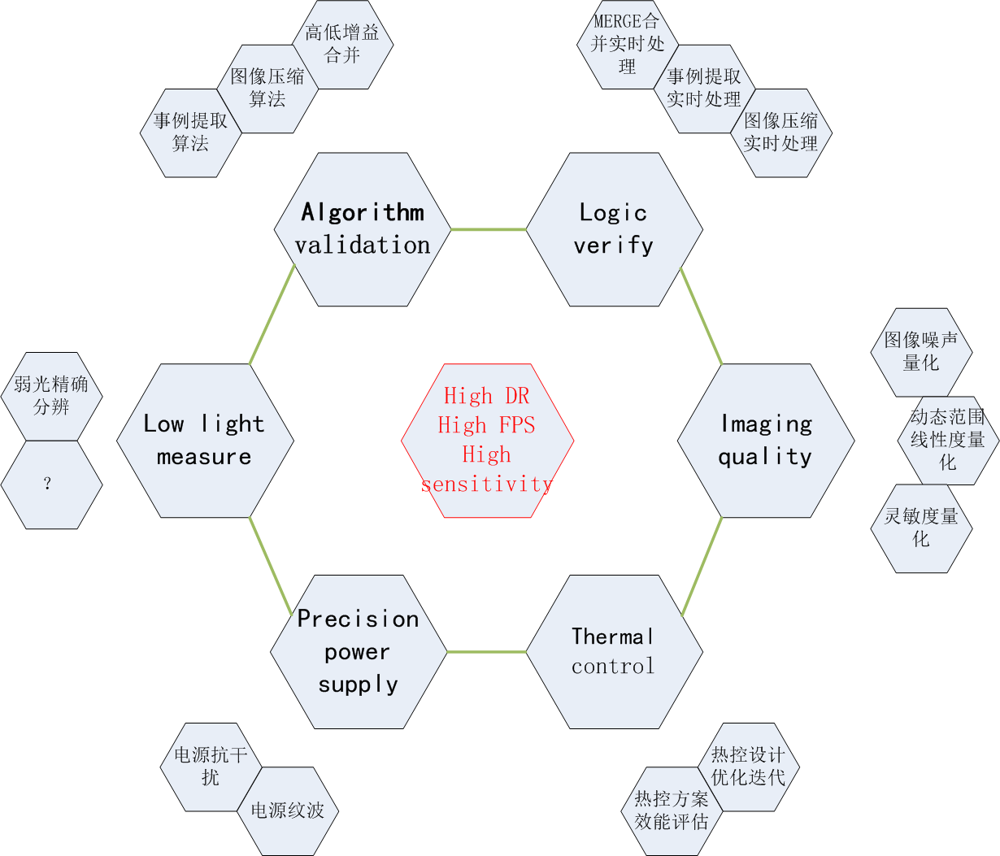 高低增益
合并
图像压缩
算法
事例提取
算法
MERGE合
并实时处
理
事例提取
实时处理
图像压缩
实时处理
Algorithm
validation
Logic
verify
图像噪声
量化
动态范围
线性度量
化
灵敏度量
化
弱光精确
分辨
?
Low light
measure
High DR
High FPS
High
sensitivity
Imaging
quality
Precision
power
supply
Thermal
control
电源抗干
扰
电源纹波
热控设计
优化迭代
热控方案
效能评估